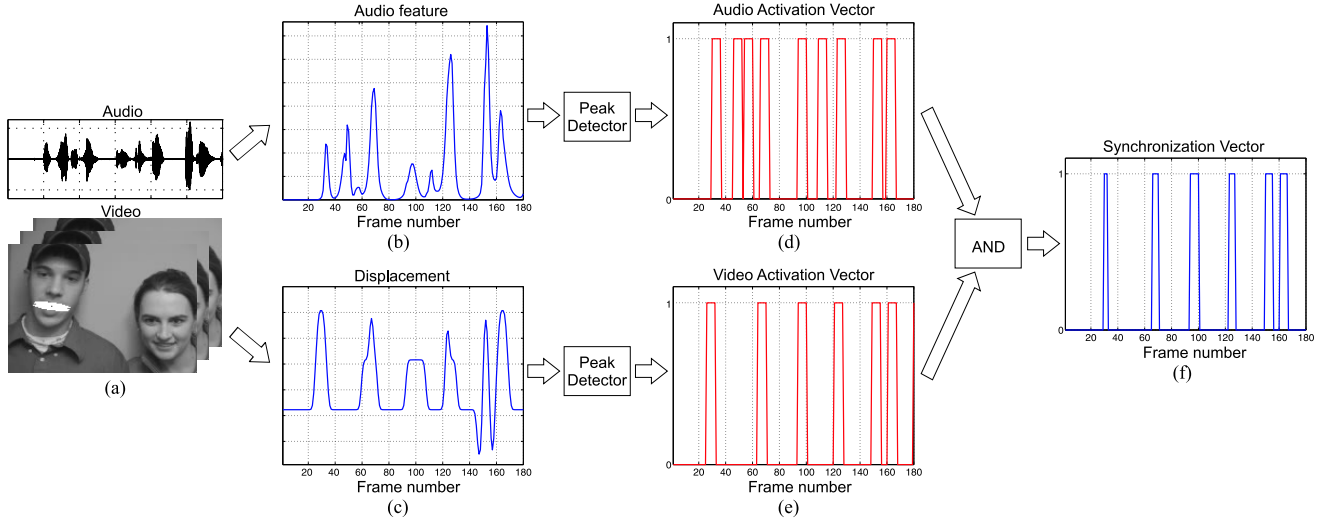 Audio
Video
(a)
Audio feature
20 40 60 80 100 120 140 160 180
Frame number
(b)
Displacement
20 40 60 80 100 120 140 160 180
Frame number
(c)
Peak
Detector
Peak
Detector
Audio Activation Vector
1
0
20 40 60 80 100 120 140 160 180
Frame number
(d)
Video Activation Vector
1
0
20 40 60 80 100 120 140 160 180
Frame number
(e)
AND
Synchronization Vector
1
0
20 40 60 80 100 120 140 160 180
Frame number
(f)